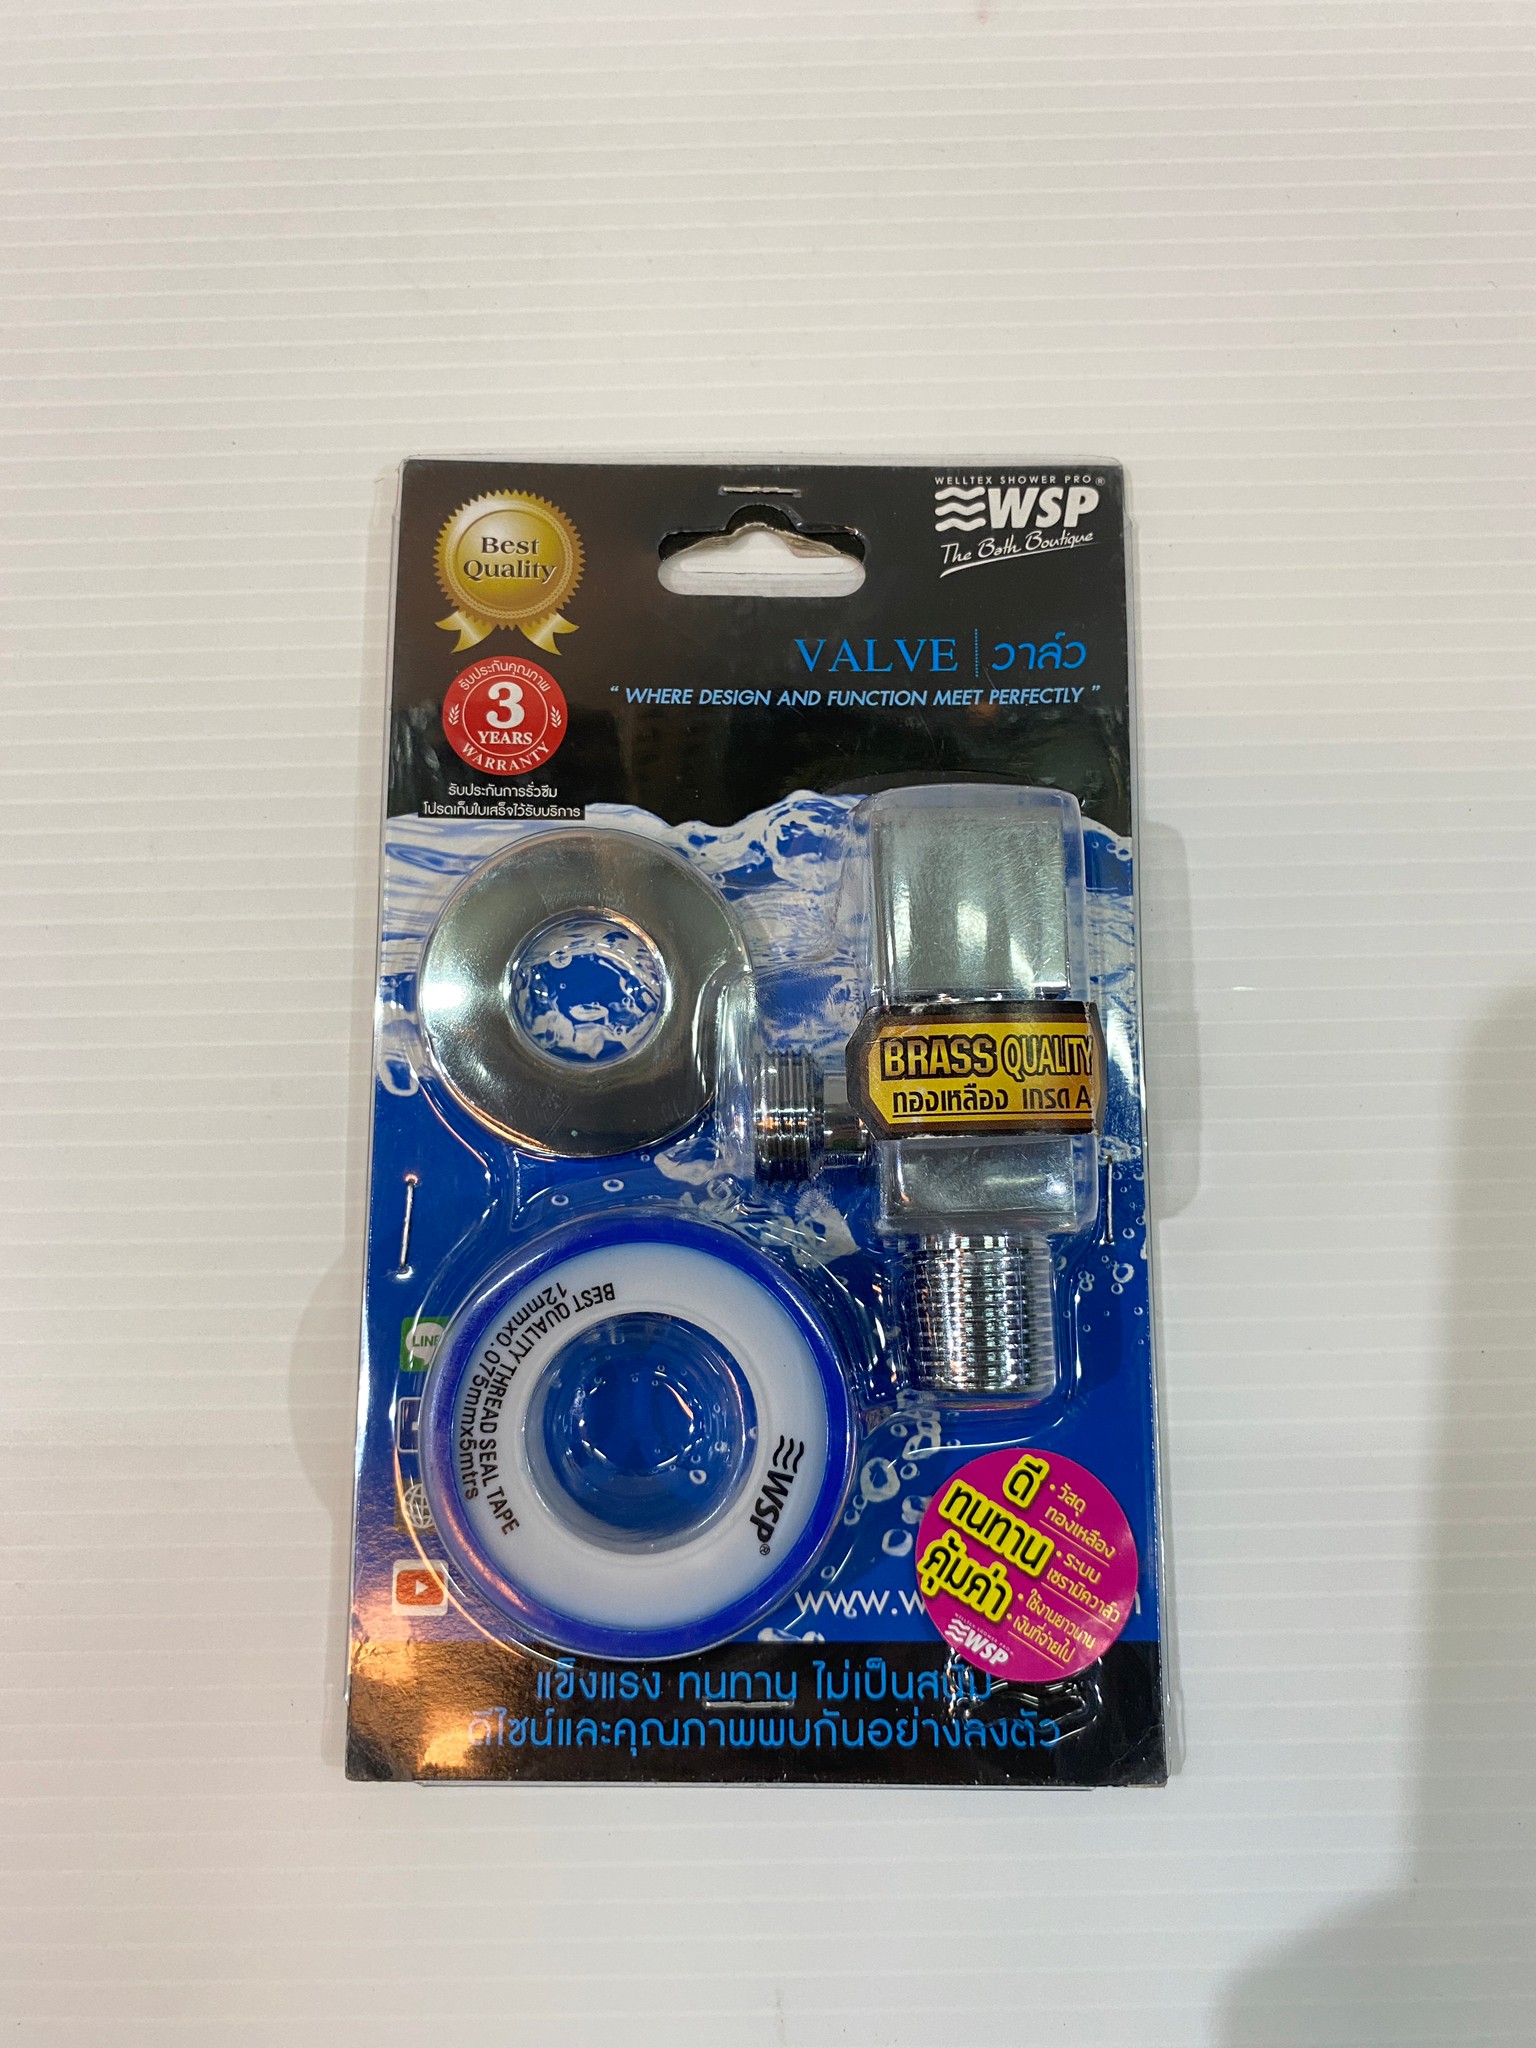 WELLTEX SHOWER PRO®
WSP
The Bath Boutique
Best
Quality
VALVE วาล์ว
" WHERE DESIGN AND FUNCTION MEET PERFECTLY "
รับประกันคุณภาพ
3
YEARS
WARRANTY
รับประกันการรั่วซึม
โปรดเก็บใบเสร็จไว้รับบริการ
BRASS QUALITY
ทองเหลือง เกรด A
BEST QUALITY THREAD SEAL TAPE
12mmx0.075mmx5mtrs
WSP®
LINE
ดี
ทนทาน
คุ้มค่า
• วัสดุ
ทองเหลือง
• ระบบ
เซรามิควาล์ว
• ใช้งานยาวนาน
• เงินที่จ่ายไป
WELLTEX SHOWER PRO
WSP
www.w
แข็งแรง ทนทาน ไม่เป็นสนิม
ดีไซน์และคุณภาพพบกันอย่างลงตัว